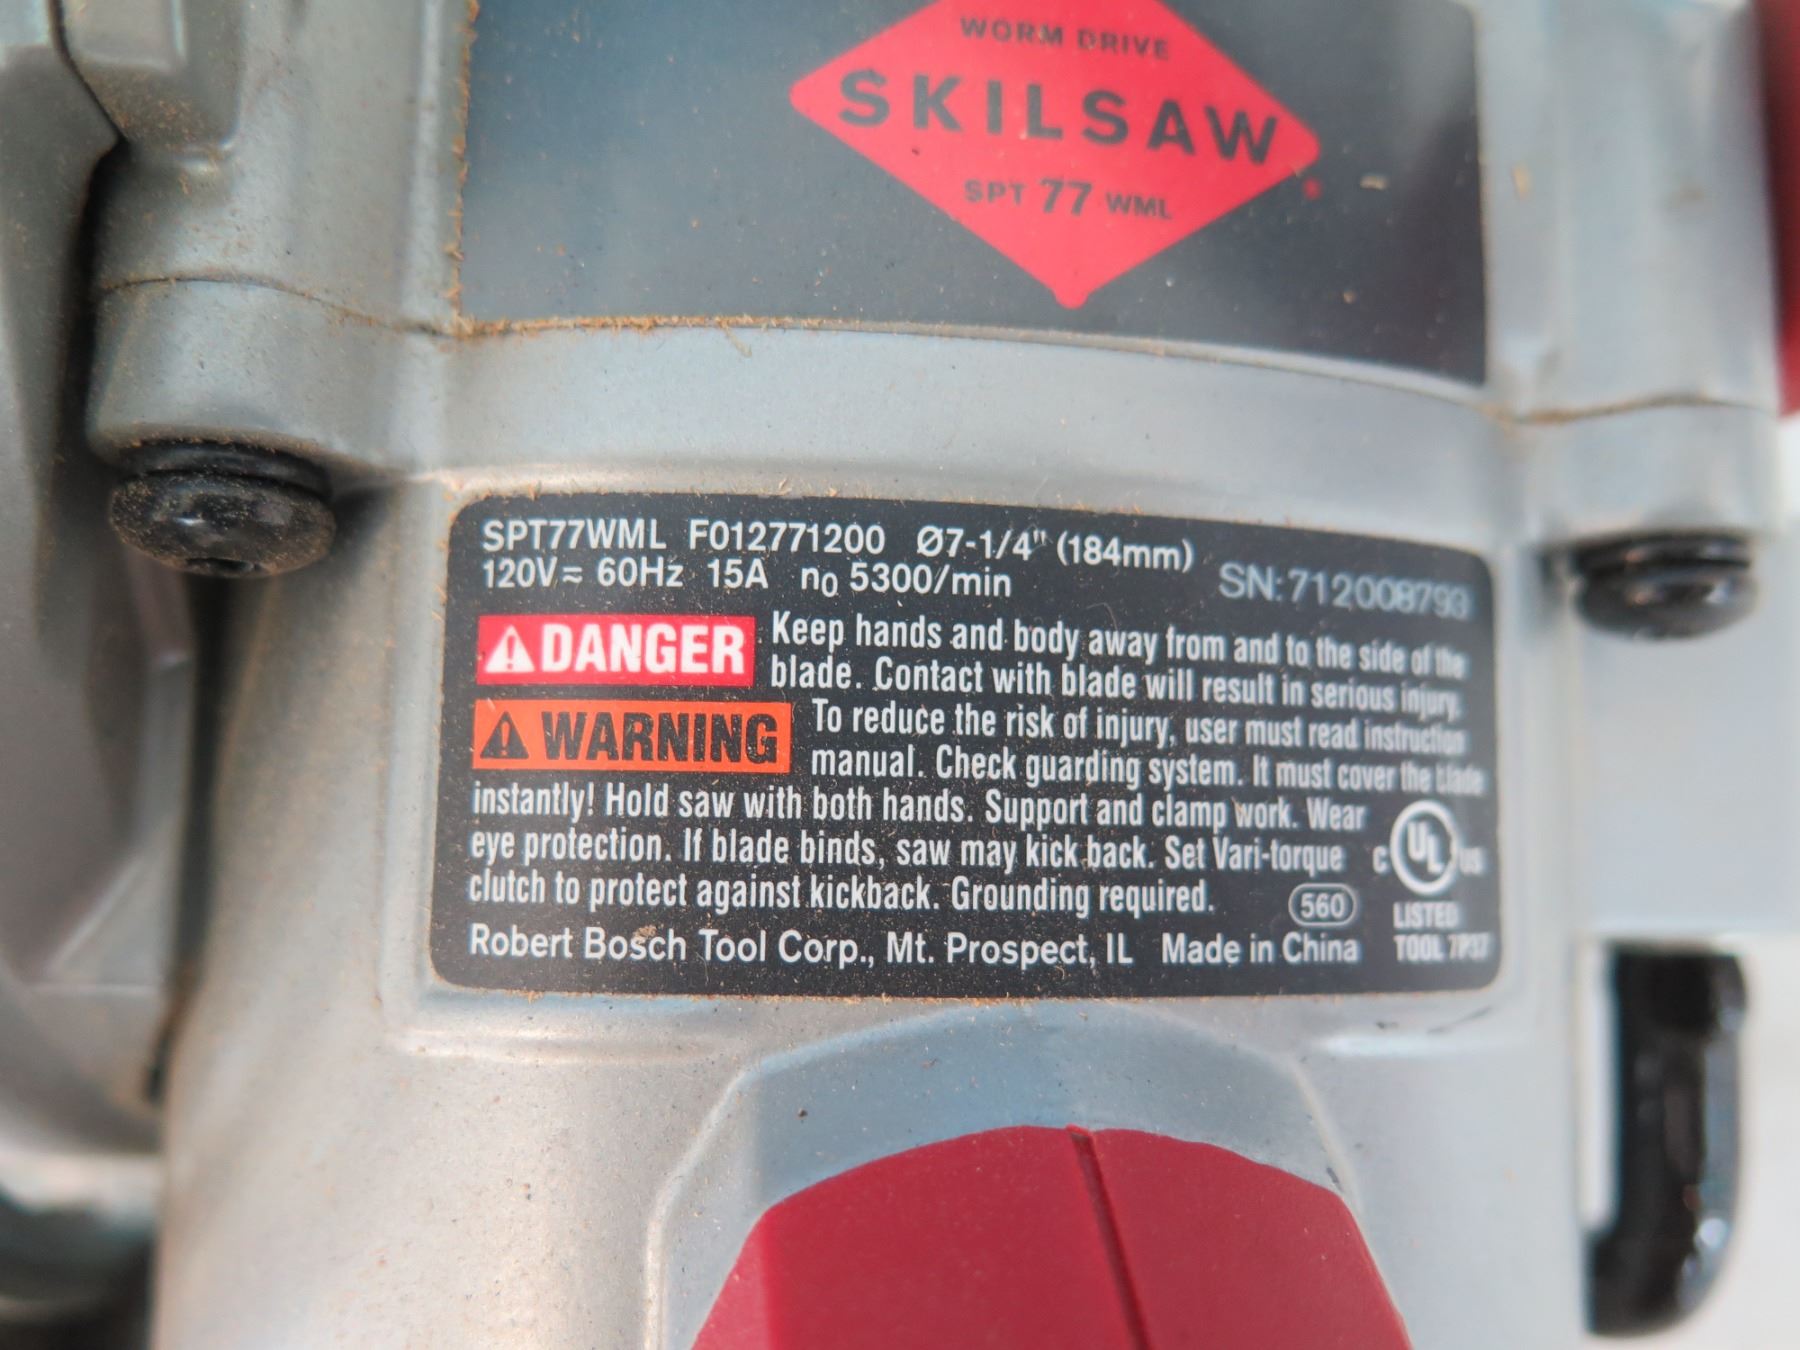 WORM DRIVE
SKILSAW
SPT 77 WML
SPT77WML F012771200 Ø7-1/4" (184mm)
120V≂ 60Hz 15A n₀ 5300/min
SN:712008793
DANGER Keep hands and body away from and to the side of the
blade. Contact with blade will result in serious injury.
WARNING To reduce the risk of injury, user must read instruction
manual. Check guarding system. It must cover the blade
instantly! Hold saw with both hands. Support and clamp work. Wear
eye protection. If blade binds, saw may kick back. Set Vari-torque
clutch to protect against kickback. Grounding required.
560
C UL US
LISTED
TOOL 7P37
Robert Bosch Tool Corp., Mt. Prospect, IL Made in China